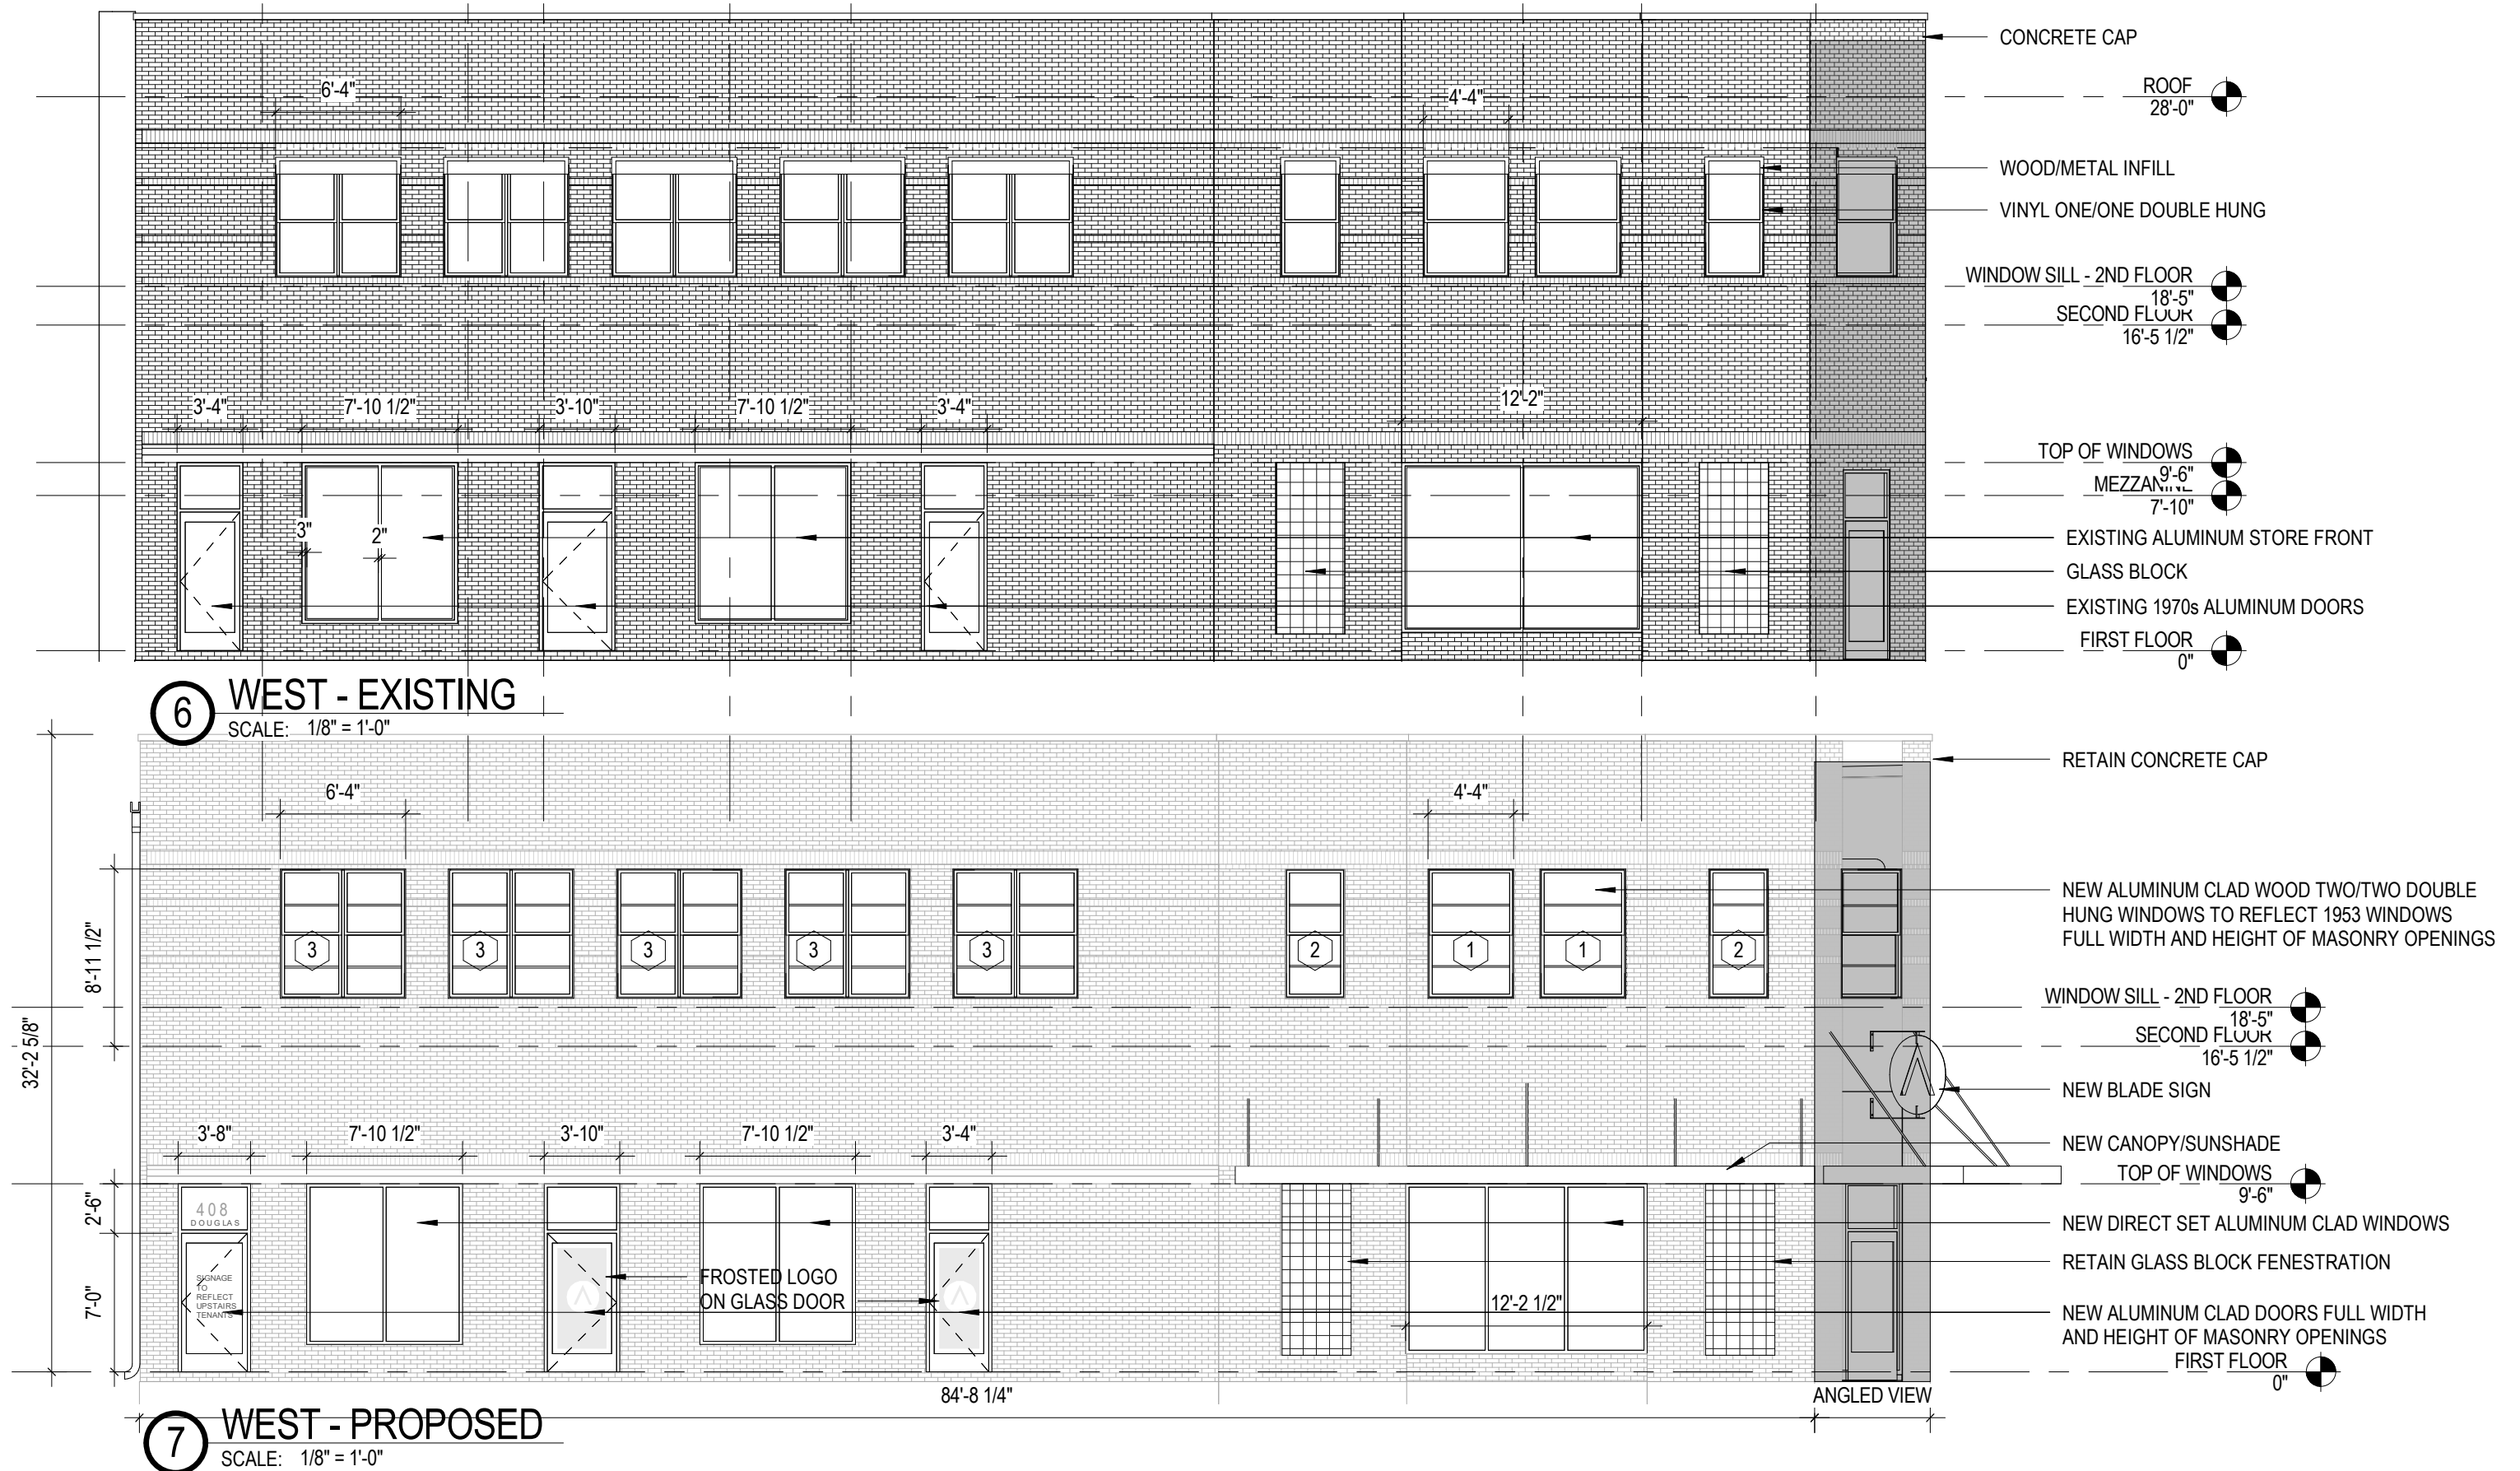 CONCRETE CAP
ROOF
28'-0"
6'-4"
4'-4"
WOOD/METAL INFILL
VINYL ONE/ONE DOUBLE HUNG
WINDOW SILL - 2ND FLOOR
18'-5"
SECOND FLOOR
16'-5 1/2"
3'-4"
7'-10 1/2"
3'-10"
7'-10 1/2"
3'-4"
12'-2"
TOP OF WINDOWS
9'-6"
MEZZANINE
7'-10"
3"
2"
EXISTING ALUMINUM STORE FRONT
GLASS BLOCK
EXISTING 1970s ALUMINUM DOORS
FIRST FLOOR
0"
6
WEST - EXISTING
SCALE: 1/8" = 1'-0"
RETAIN CONCRETE CAP
6'-4"
4'-4"
NEW ALUMINUM CLAD WOOD TWO/TWO DOUBLE
HUNG WINDOWS TO REFLECT 1953 WINDOWS
FULL WIDTH AND HEIGHT OF MASONRY OPENINGS
3
3
3
3
3
2
1
1
2
8'-11 1/2"
32'-2 5/8"
WINDOW SILL - 2ND FLOOR
18'-5"
SECOND FLOOR
16'-5 1/2"
NEW BLADE SIGN
3'-8"
7'-10 1/2"
3'-10"
7'-10 1/2"
3'-4"
NEW CANOPY/SUNSHADE
TOP OF WINDOWS
9'-6"
2'-6"
408
DOUGLAS
NEW DIRECT SET ALUMINUM CLAD WINDOWS
RETAIN GLASS BLOCK FENESTRATION
7'-0"
SIGNAGE
TO
REFLECT
UPSTAIRS
TENANTS
FROSTED LOGO
ON GLASS DOOR
12'-2 1/2"
NEW ALUMINUM CLAD DOORS FULL WIDTH
AND HEIGHT OF MASONRY OPENINGS
FIRST FLOOR
0"
84'-8 1/4"
ANGLED VIEW
7
WEST - PROPOSED
SCALE: 1/8" = 1'-0"